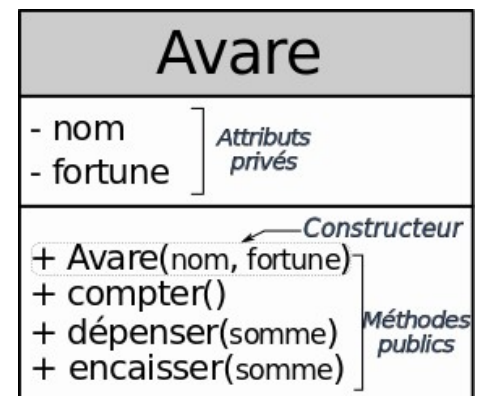 Avare
- nom
- fortune
Attributs
privés
Constructeur
+ Avare(nom, fortune)
+ compter()
+ dépenser(somme)
+ encaisser(somme)
Méthodes
publics